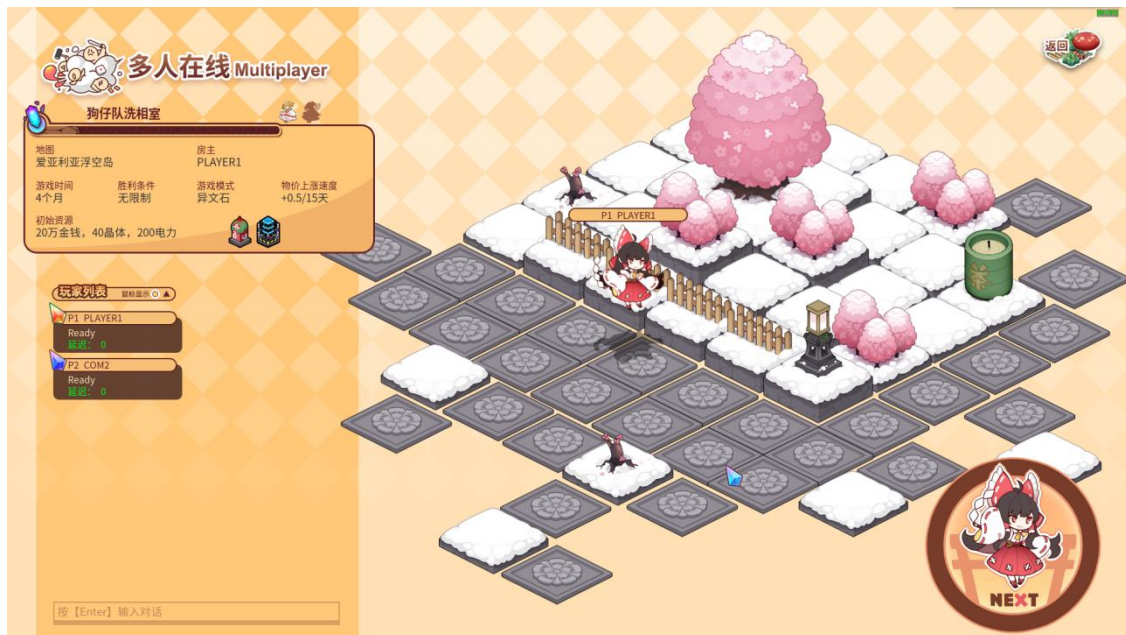 多人在线 Multiplayer
返回
狗仔队洗相室
地图
爱亚利亚浮空岛
房主
PLAYER1
游戏时间
4个月
胜利条件
无限制
游戏模式
异文石
物价上涨速度
+0.5/15天
初始资源
20万金钱，40晶体，200电力
P1 PLAYER1
茶
玩家列表 鼠标显示
P1 PLAYER1
Ready
延迟： 0
P2 COM2
Ready
延迟： 0
按【Enter】输入对话
NEXT